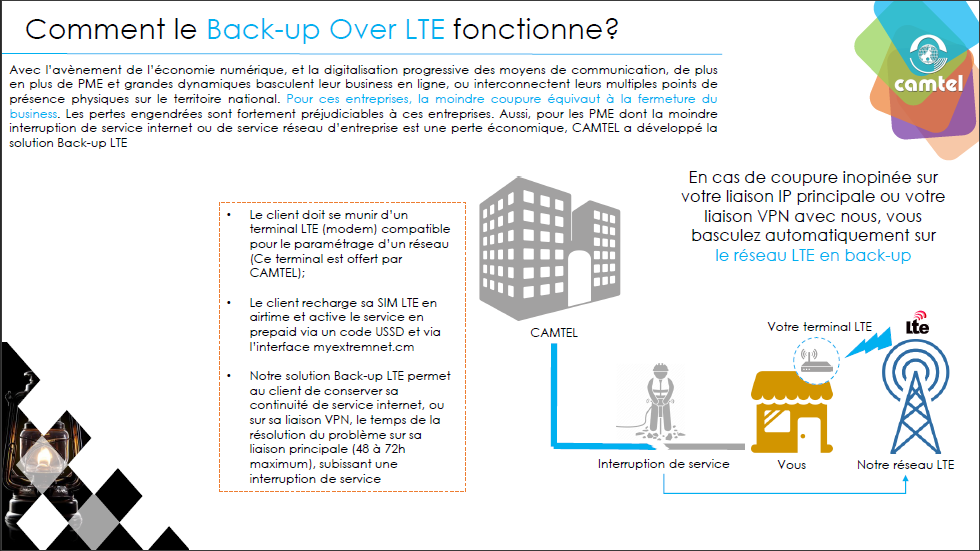 Comment le Back-up Over LTE fonctionne?
Avec l’avènement de l’économie numérique, et la digitalisation progressive des moyens de communication, de plus
en plus de PME et grandes dynamiques basculent leur business en ligne, ou interconnectent leurs multiples points de
présence physiques sur le territoire national. Pour ces entreprises, la moindre coupure équivaut à la fermeture du
business. Les pertes engendrées sont fortement préjudiciables à ces entreprises. Aussi, pour les PME dont la moindre
interruption de service internet ou de service réseau d’entreprise est une perte économique, CAMTEL a développé la
solution Back-up LTE
camtel
En cas de coupure inopinée sur
votre liaison IP principale ou votre
liaison VPN avec nous, vous
basculez automatiquement sur
le réseau LTE en back-up
• Le client doit se munir d’un
terminal LTE (modem) compatible
pour le paramétrage d’un réseau
(Ce terminal est offert par
CAMTEL);
• Le client recharge sa SIM LTE en
airtime et active le service en
prepaid via un code USSD et via
l’interface myextremnet.cm
• Notre solution Back-up LTE permet
au client de conserver sa
continuité de service internet, ou
sur sa liaison VPN, le temps de la
résolution du problème sur sa
liaison principale (48 à 72h
maximum), subissant une
interruption de service
CAMTEL
Votre terminal LTE
Lte
Interruption de service
Vous
Notre réseau LTE